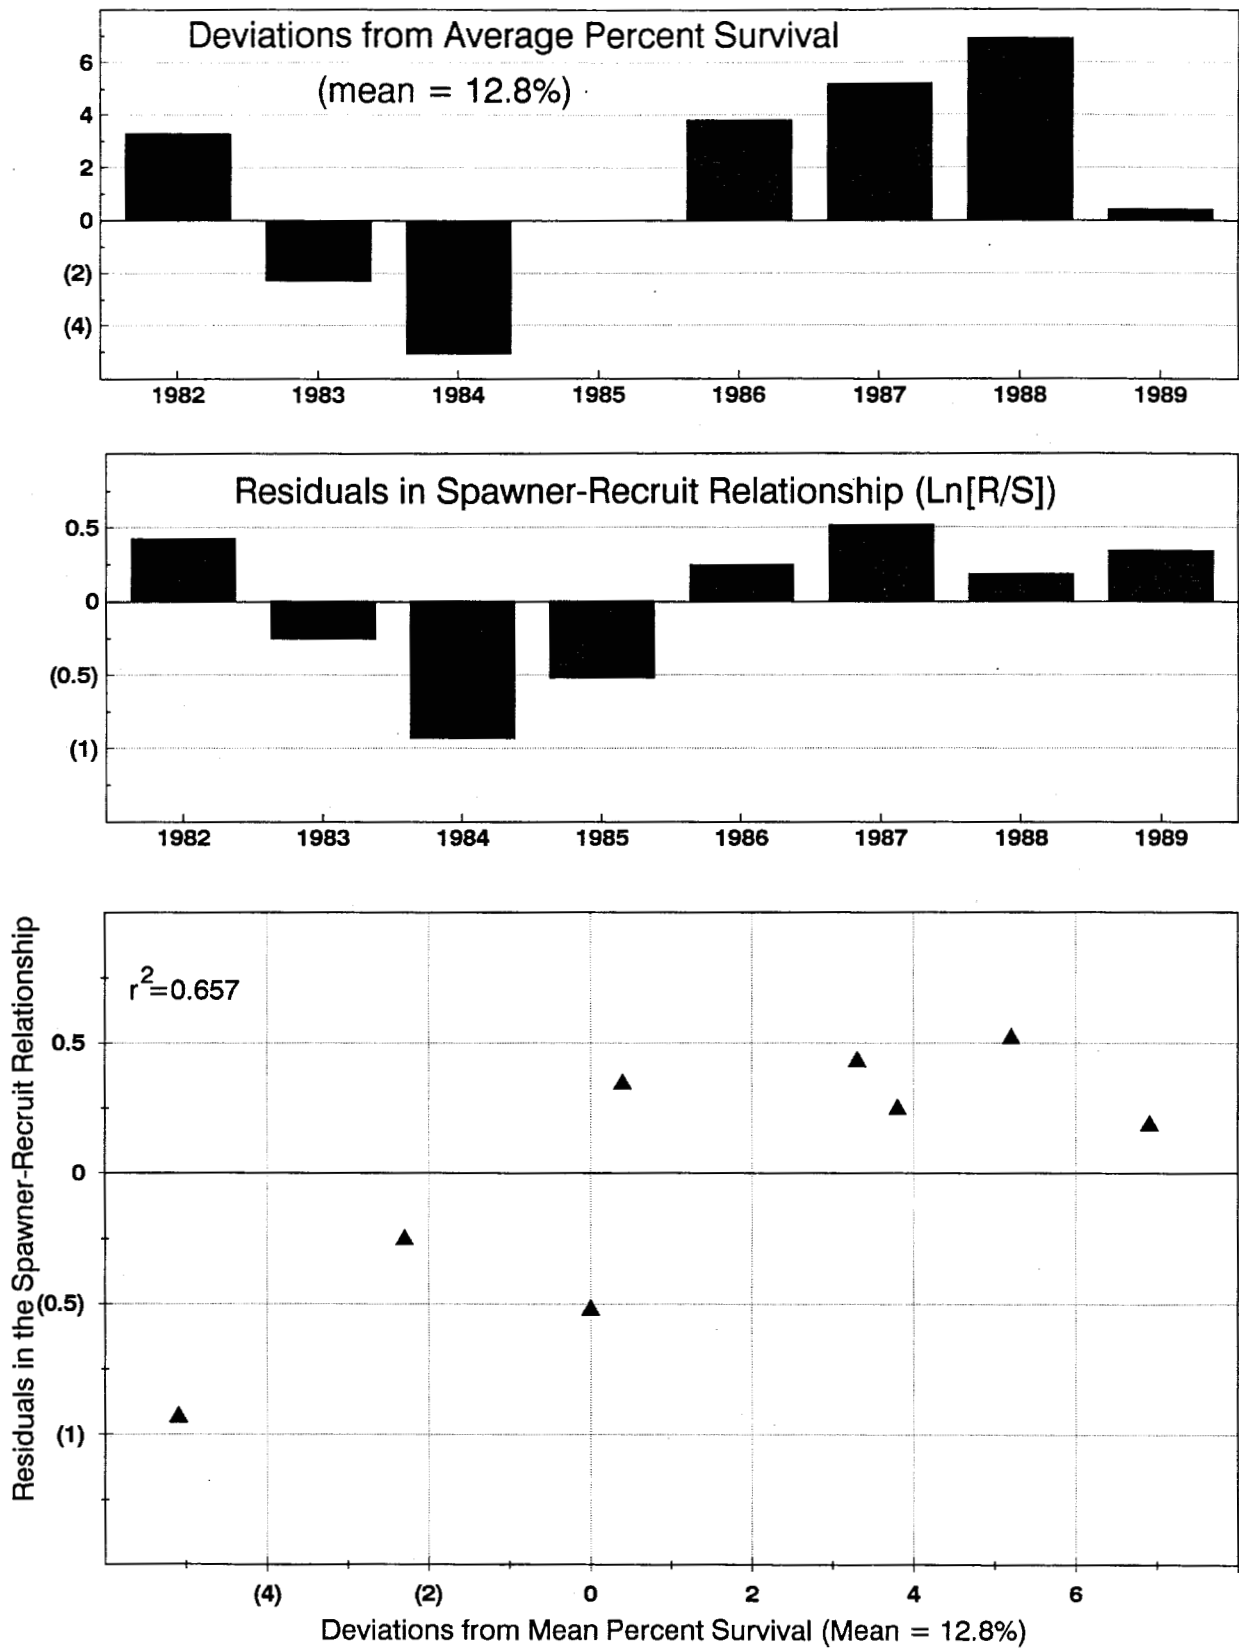 Deviations from Average Percent Survival
(mean = 12.8%)
6
4
2
0
(2)
(4)
1982 1983 1984 1985 1986 1987 1988 1989
Residuals in Spawner-Recruit Relationship (Ln[R/S])
0.5
0
(0.5)
(1)
1982 1983 1984 1985 1986 1987 1988 1989
Residuals in the Spawner-Recruit Relationship
r²=0.657
0.5
0
(0.5)
(1)
(4) (2) 0 2 4 6
Deviations from Mean Percent Survival (Mean = 12.8%)